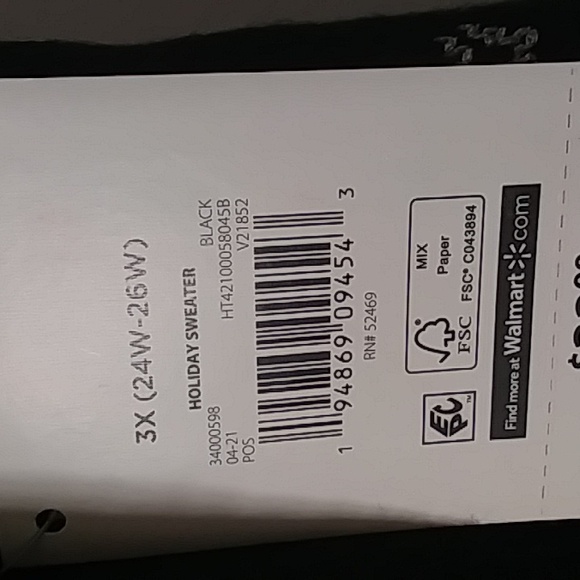 3X (24W-26W)
HOLIDAY SWEATER
34000598 BLACK
04-21 HT42100058045B
POS V21852
1 94869 09454 3
RN# 52469
EPC™
FSC
MIX
Paper
FSC® C043894
Find more at Walmart.com